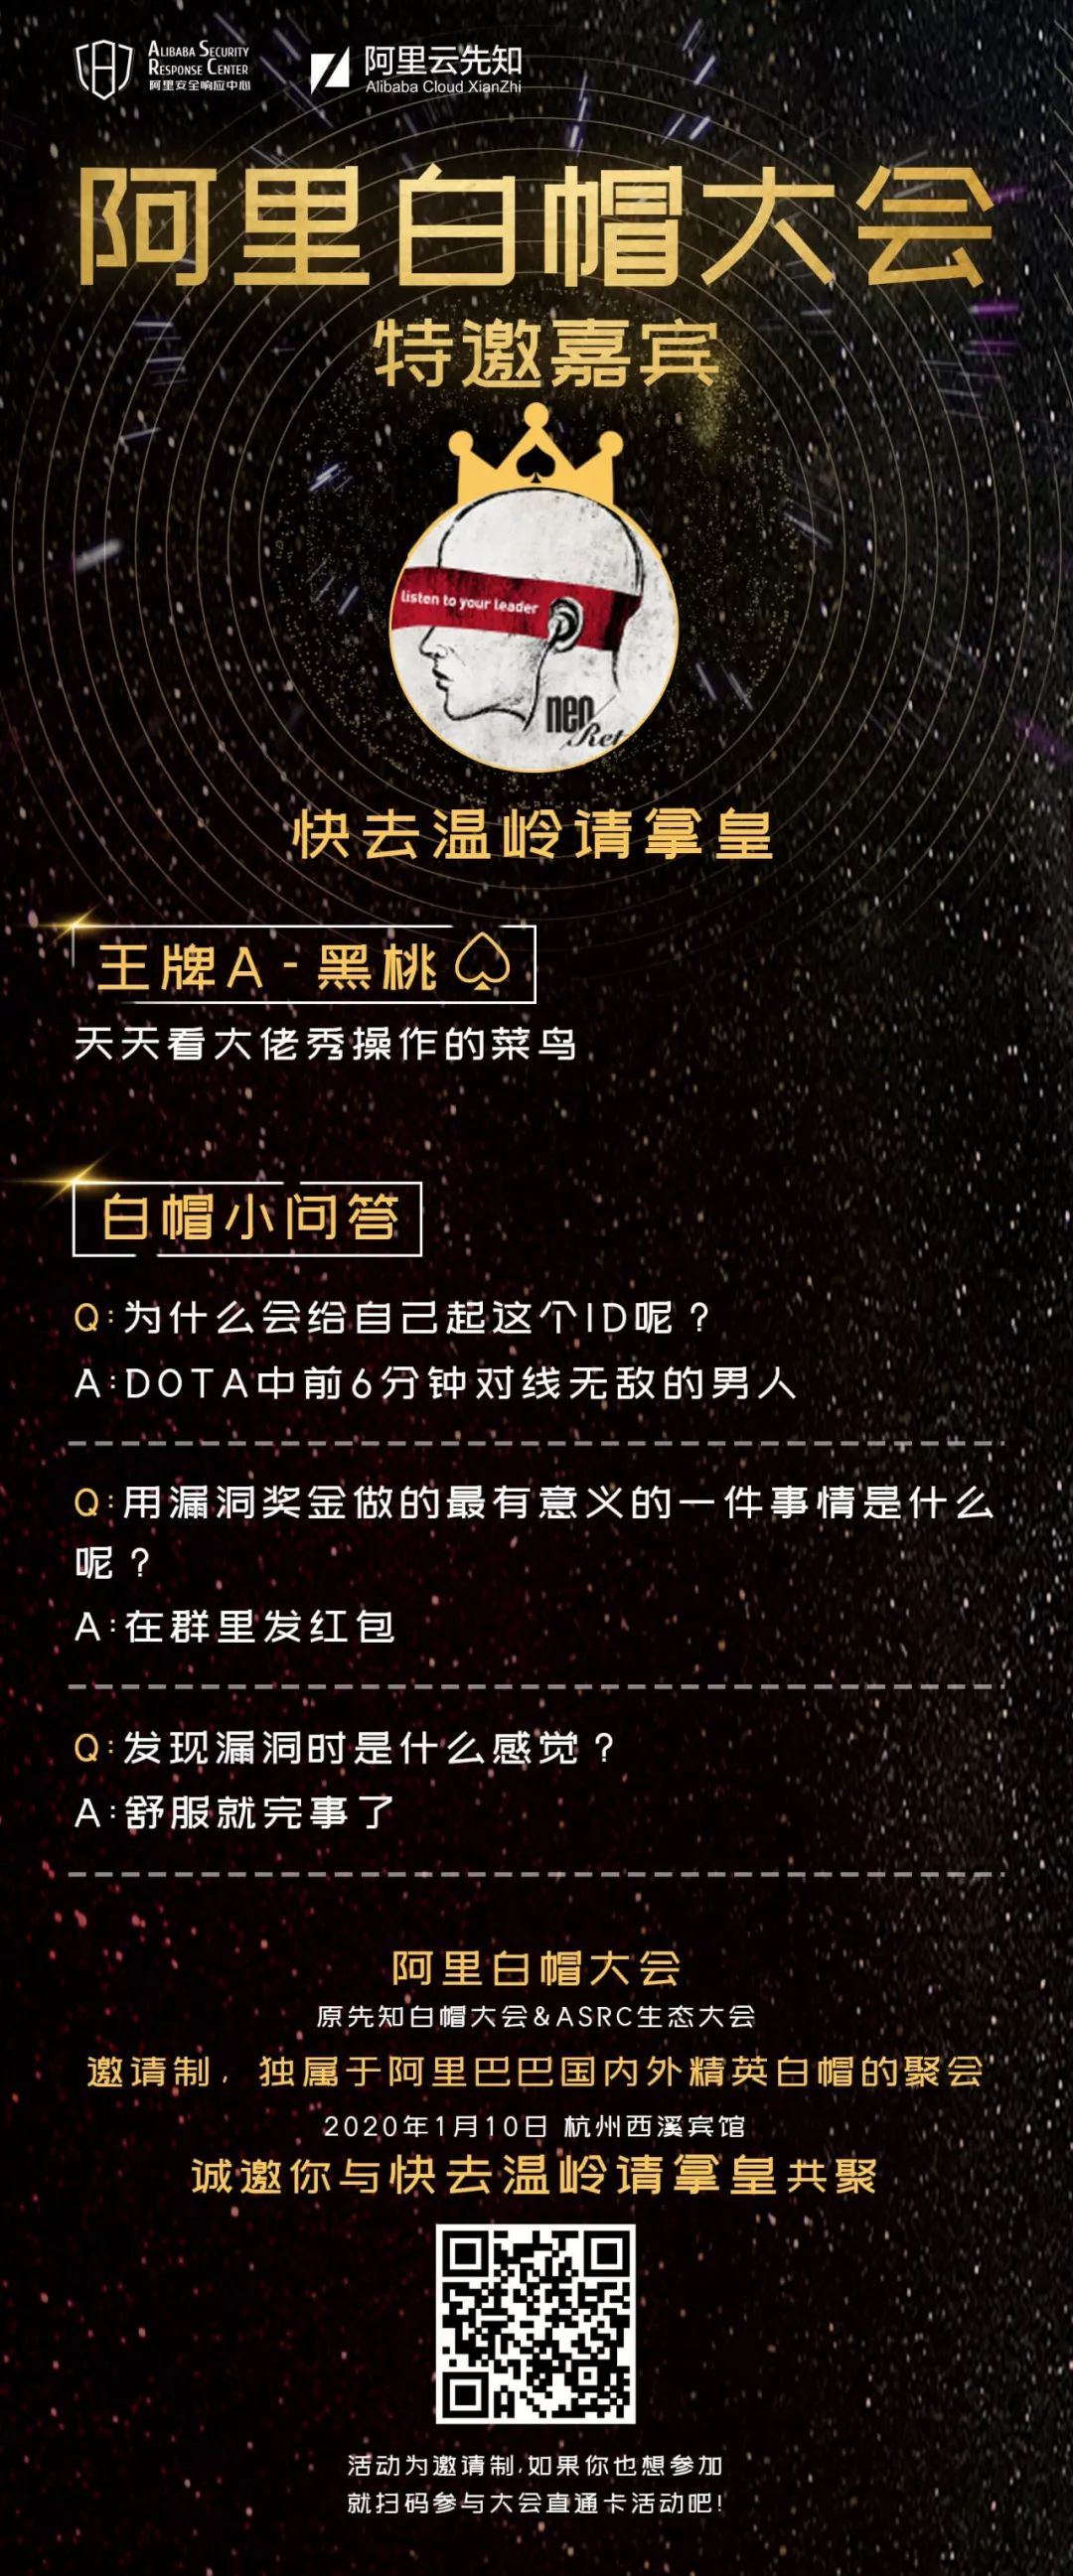 ALIBABA SECURITY
RESPONSE CENTER
阿里安全响应中心
阿里云先知
Alibaba Cloud XianZhi
阿里白帽大会
特邀嘉宾
listen to your leader
neo
Ret
快去温岭请拿皇
王牌A-黑桃
天天看大佬秀操作的菜鸟
白帽小问答
Q:为什么会给自己起这个ID呢？
A:DOTA中前6分钟对线无敌的男人
Q:用漏洞奖金做的最有意义的一件事情是什么
呢？
A:在群里发红包
Q:发现漏洞时是什么感觉？
A:舒服就完事了
阿里白帽大会
原先知白帽大会&ASRC生态大会
邀请制，独属于阿里巴巴国内外精英白帽的聚会
2020年1月10日 杭州西溪宾馆
诚邀你与快去温岭请拿皇共聚
活动为邀请制,如果你也想参加
就扫码参与大会直通卡活动吧!